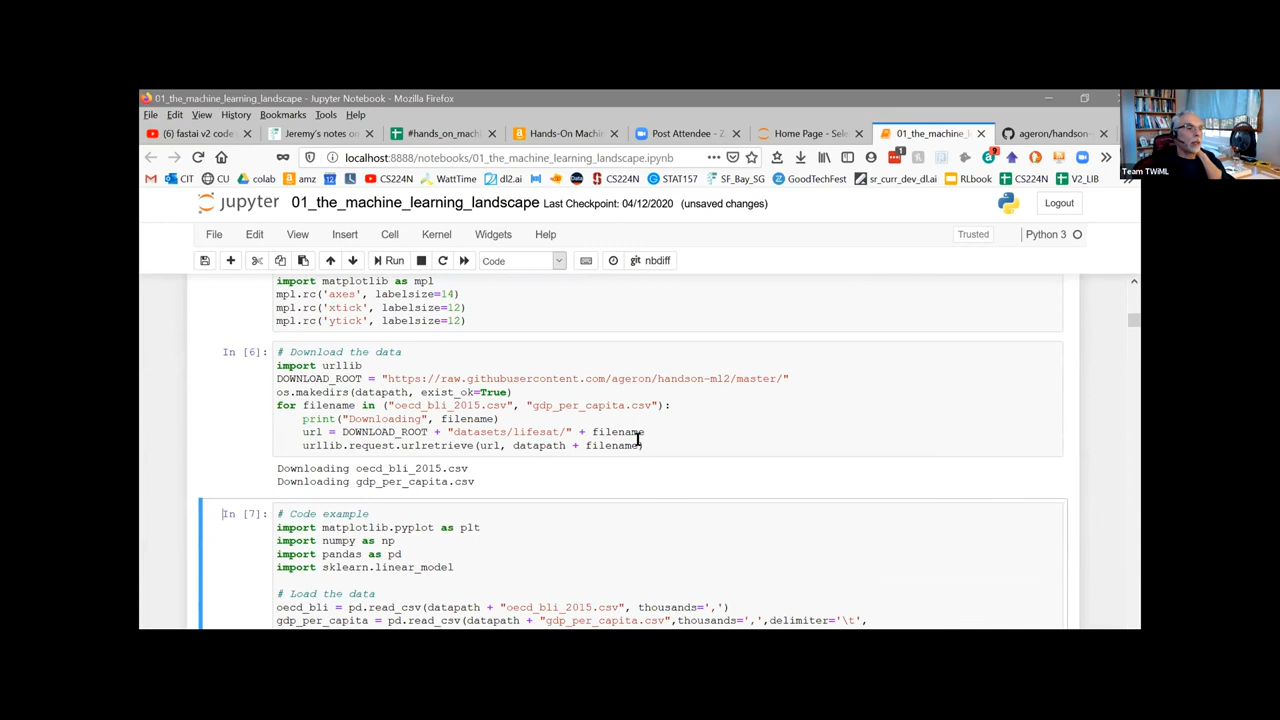 01_the_machine_learning_landscape - Jupyter Notebook - Mozilla Firefox
File Edit View History Bookmarks Tools Help
(6) fastai v2 code
Jeremy's notes on
#hands_on_machi
Hands-On Machine
Post Attendee - Z
Home Page - Sele
01_the_machine_l
ageron/handson-
localhost:8888/notebooks/01_the_machine_learning_landscape.ipynb
CIT CU colab amz CS224N WattTime dl2.ai CS224N STAT157 SF_Bay_SG GoodTechFest sr_curr_dev_dl.ai RLbook CS224N V2_LIB
Team TWiML
jupyter 01_the_machine_learning_landscape Last Checkpoint: 04/12/2020 (unsaved changes) Logout
File Edit View Insert Cell Kernel Widgets Help Trusted Python 3
Run Code git nbdiff
import matplotlib as mpl
mpl.rc('axes', labelsize=14)
mpl.rc('xtick', labelsize=12)
mpl.rc('ytick', labelsize=12)
In [6]: # Download the data
import urllib
DOWNLOAD_ROOT = "https://raw.githubusercontent.com/ageron/handson-ml2/master/"
os.makedirs(datapath, exist_ok=True)
for filename in ("oecd_bli_2015.csv", "gdp_per_capita.csv"):
print("Downloading", filename)
url = DOWNLOAD_ROOT + "datasets/lifesat/" + filename
urllib.request.urlretrieve(url, datapath + filename)
Downloading oecd_bli_2015.csv
Downloading gdp_per_capita.csv
In [7]: # Code example
import matplotlib.pyplot as plt
import numpy as np
import pandas as pd
import sklearn.linear_model
# Load the data
oecd_bli = pd.read_csv(datapath + "oecd_bli_2015.csv", thousands=',')
gdp_per_capita = pd.read_csv(datapath + "gdp_per_capita.csv",thousands=',',delimiter='\t',